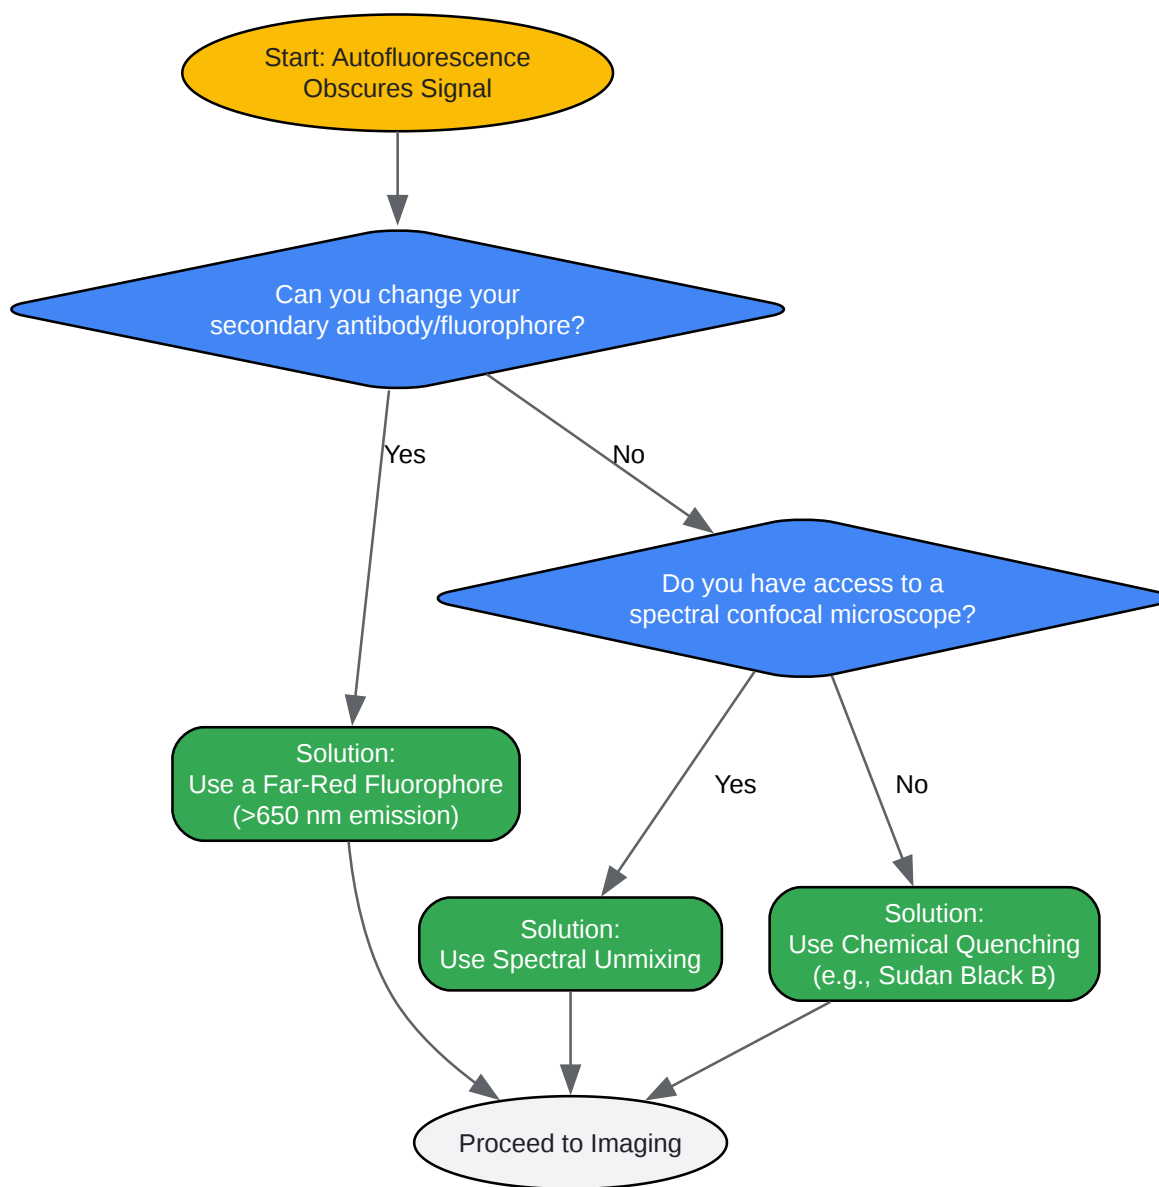 Start: Autofluorescence
Obscures Signal
Can you change your
secondary antibody/fluorophore?
Yes
No
Do you have access to a
spectral confocal microscope?
Solution:
Use a Far-Red Fluorophore
(>650 nm emission)
Yes
No
Solution:
Use Spectral Unmixing
Solution:
Use Chemical Quenching
(e.g., Sudan Black B)
Proceed to Imaging